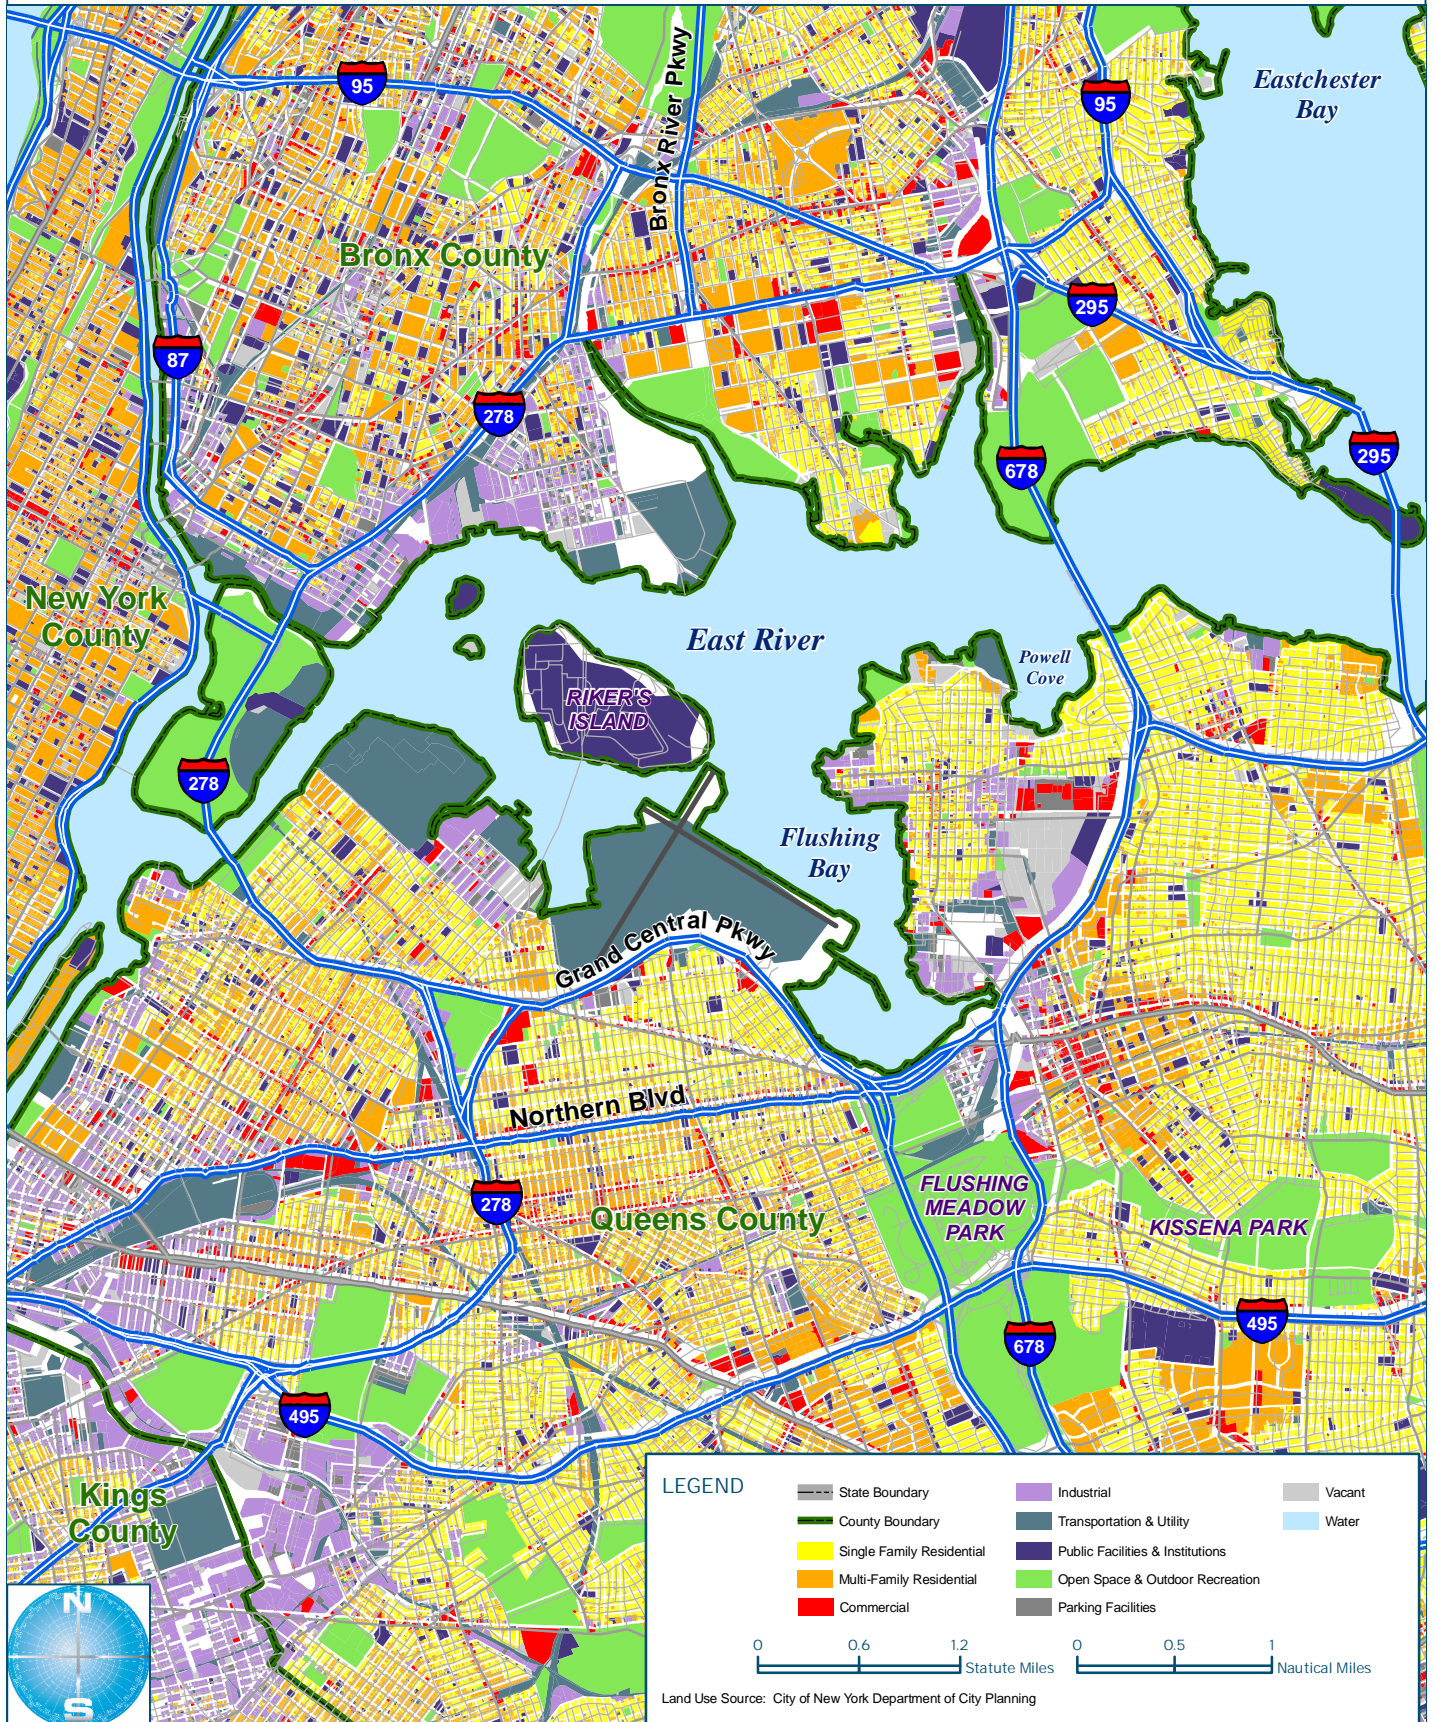 95
Bronx River Pkwy
95
Eastchester
Bay
Bronx County
295
87
278
678
295
New York
County
East River
Powell
Cove
RIKER'S
ISLAND
278
Flushing
Bay
Grand Central Pkwy
Northern Blvd
278
Queens County
FLUSHING
MEADOW
PARK
KISSENA PARK
495
678
495
Kings
County
N
S
LEGEND
State Boundary
County Boundary
Single Family Residential
Multi-Family Residential
Commercial
Industrial
Transportation & Utility
Public Facilities & Institutions
Open Space & Outdoor Recreation
Parking Facilities
Vacant
Water
0 0.6 1.2
Statute Miles
0 0.5 1
Nautical Miles
Land Use Source: City of New York Department of City Planning